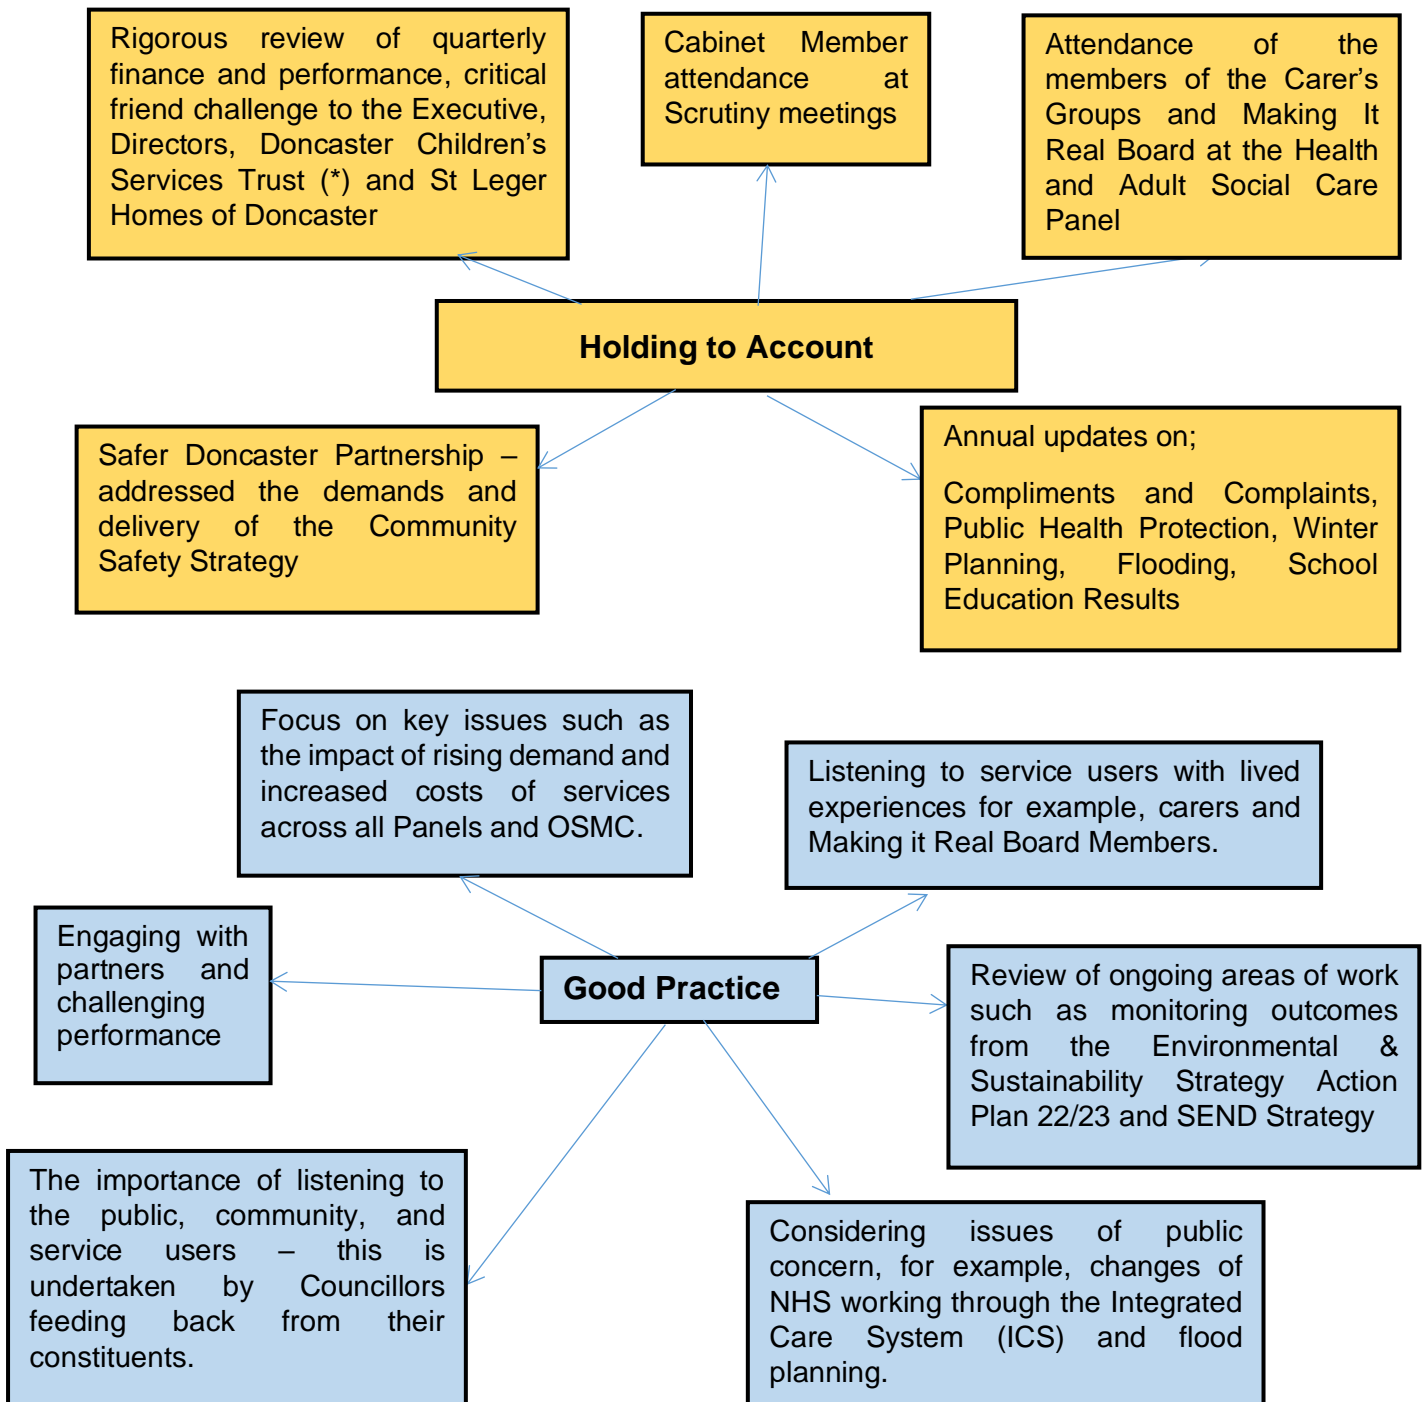 Rigorous review of quarterly
finance and performance, critical
friend challenge to the Executive,
Directors, Doncaster Children’s
Services Trust (*) and St Leger
Homes of Doncaster
Cabinet Member
attendance at
Scrutiny meetings
Attendance of the
members of the Carer’s
Groups and Making It
Real Board at the Health
and Adult Social Care
Panel
Holding to Account
Safer Doncaster Partnership –
addressed the demands and
delivery of the Community
Safety Strategy
Annual updates on;
Compliments and Complaints,
Public Health Protection, Winter
Planning, Flooding, School
Education Results
Focus on key issues such as
the impact of rising demand and
increased costs of services
across all Panels and OSMC.
Listening to service users with lived
experiences for example, carers and
Making it Real Board Members.
Engaging with
partners and
challenging
performance
Good Practice
Review of ongoing areas of work
such as monitoring outcomes
from the Environmental &
Sustainability Strategy Action
Plan 22/23 and SEND Strategy
The importance of listening to
the public, community, and
service users – this is
undertaken by Councillors
feeding back from their
constituents.
Considering issues of public
concern, for example, changes of
NHS working through the Integrated
Care System (ICS) and flood
planning.